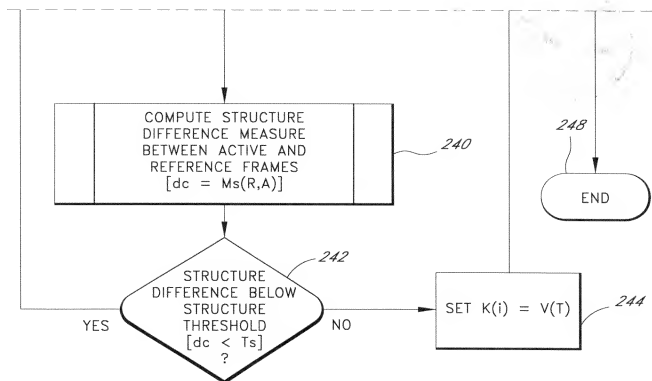 COMPUTE STRUCTURE
DIFFERENCE MEASURE
BETWEEN ACTIVE AND
REFERENCE FRAMES
[dc = Ms(R,A)]
240
248
END
242
STRUCTURE
DIFFERENCE BELOW
STRUCTURE
THRESHOLD
[dc < Ts]
?
YES
NO
SET K(i) = V(T)
244